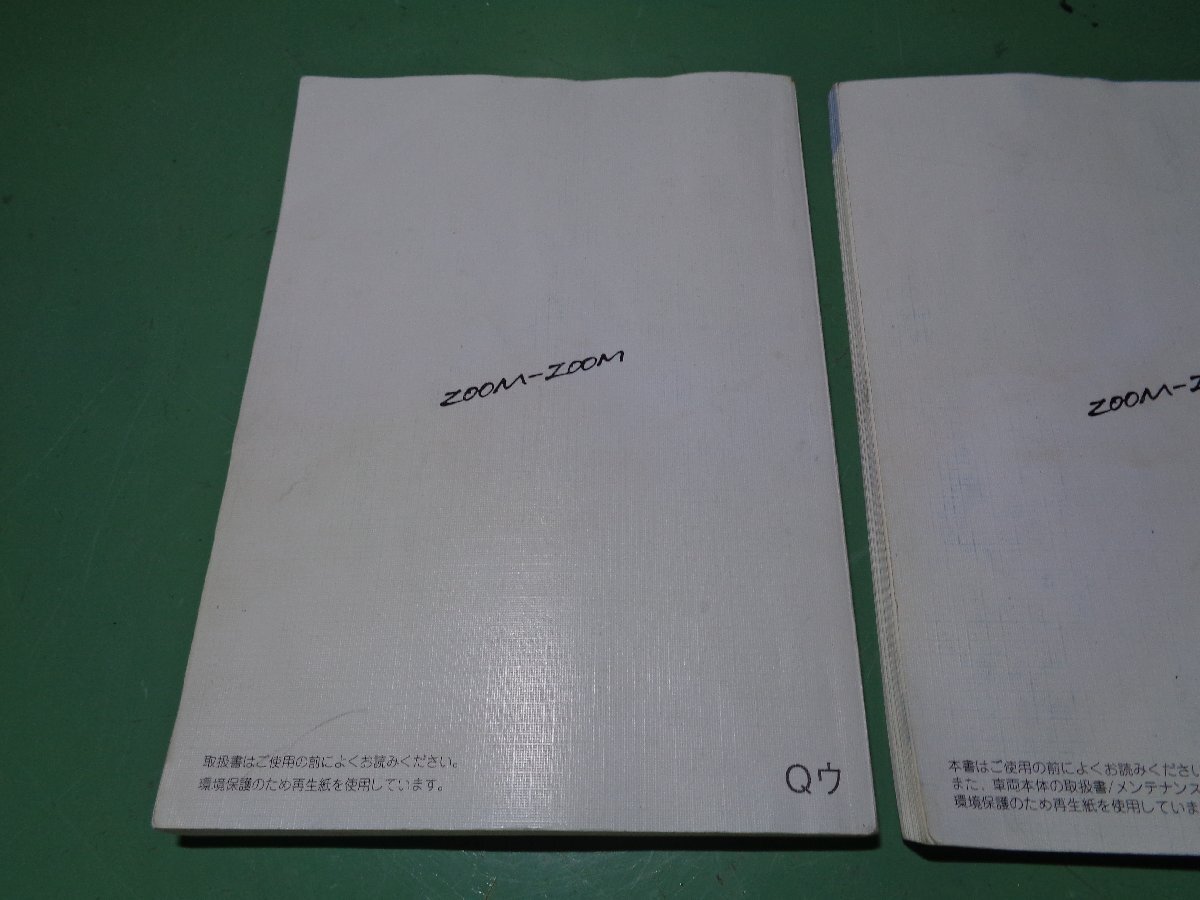 ZOOM-ZOOM
取扱書はご使用の前によくお読みください。
環境保護のため再生紙を使用しています。
Qウ
ZOOM-Z
本書はご使用の前によくお読みください
また、車両本体の取扱書/メンテナンス
環境保護のため再生紙を使用していま